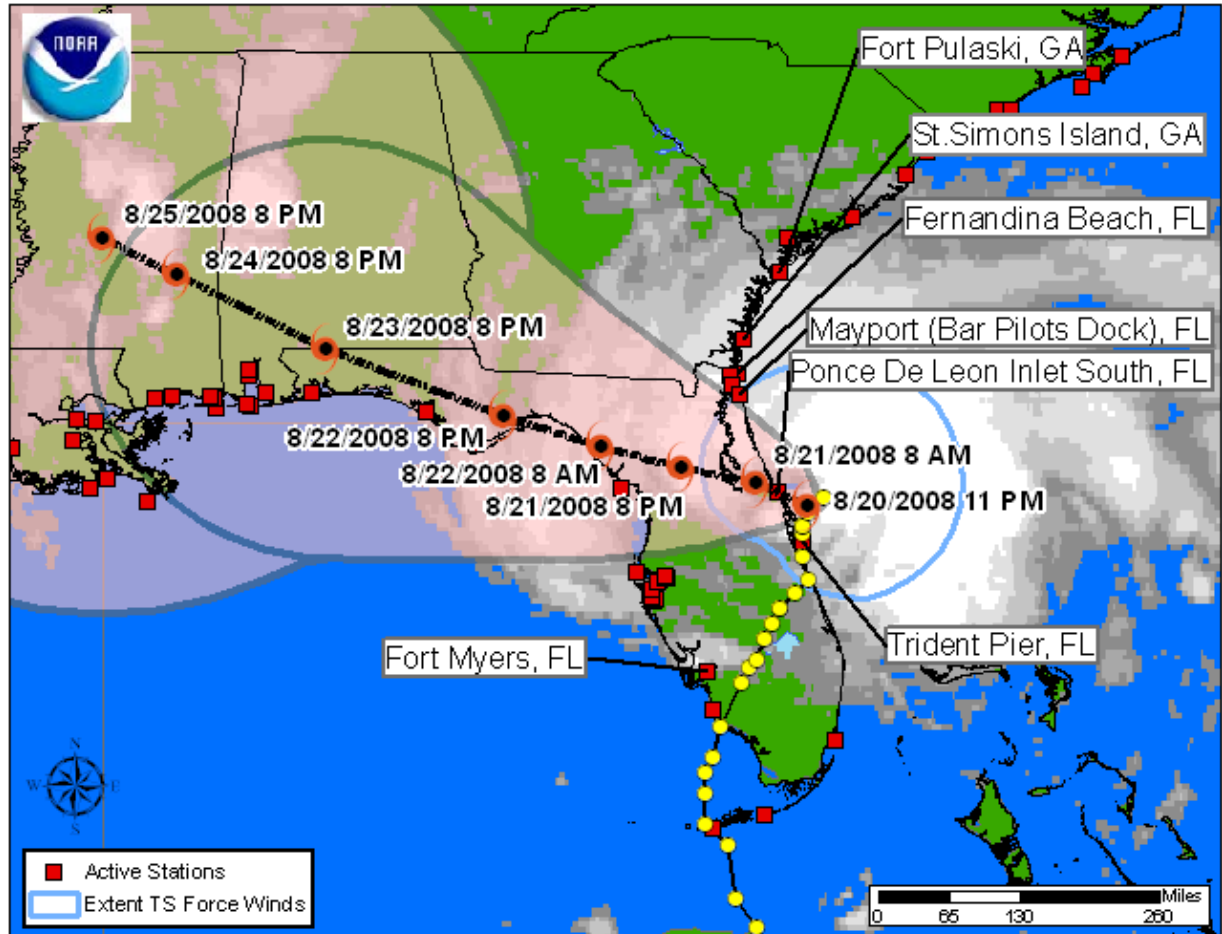 NOAA
Fort Pulaski, GA
St.Simons Island, GA
Fernandina Beach, FL
8/25/2008 8 PM
8/24/2008 8 PM
8/23/2008 8 PM
Mayport (Bar Pilots Dock), FL
Ponce De Leon Inlet South, FL
8/22/2008 8 PM
8/21/2008 8 AM
8/22/2008 8 AM
8/21/2008 8 PM
8/20/2008 11 PM
Trident Pier, FL
Fort Myers, FL
N
W E
S
Active Stations
Extent TS Force Winds
Miles
0 65 130 260